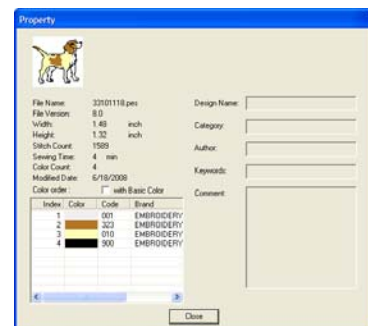 Property
File Name: 33101118.pes
File Version: 8.0
Width: 1.48 inch
Height: 1.32 inch
Stitch Count: 1589
Sewing Time: 4 min
Color Count: 4
Modified Date: 6/18/2008
Color order: with Basic Color
Index Color Code Brand
1 001 EMBROIDERY
2 323 EMBROIDERY
3 010 EMBROIDERY
4 900 EMBROIDERY
Design Name:
Category:
Author:
Keywords:
Comment:
Close